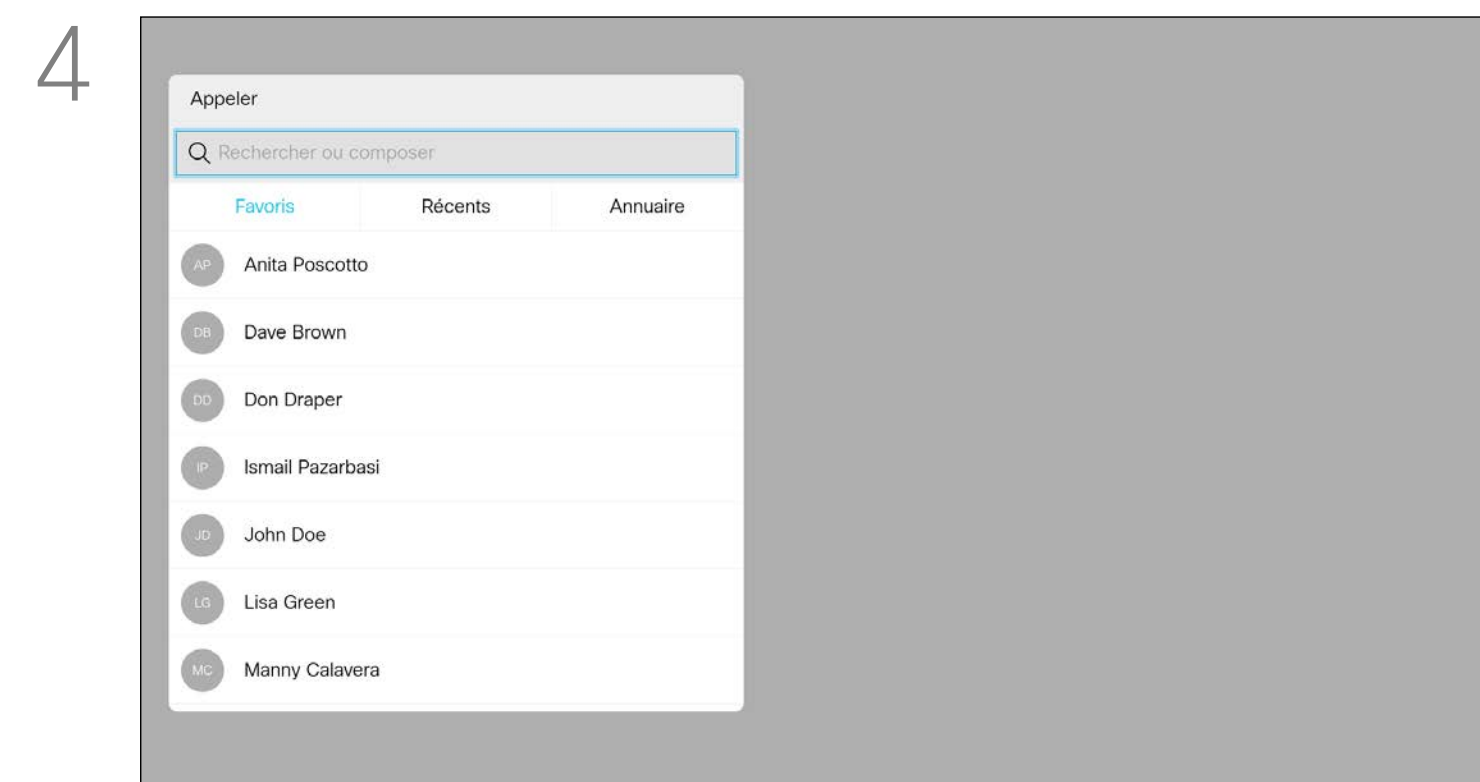 4
Appeler
Rechercher ou composer
Favoris Récents Annuaire
AP Anita Poscotto
DB Dave Brown
DD Don Draper
IP Ismail Pazarbasi
JD John Doe
LG Lisa Green
MC Manny Calavera